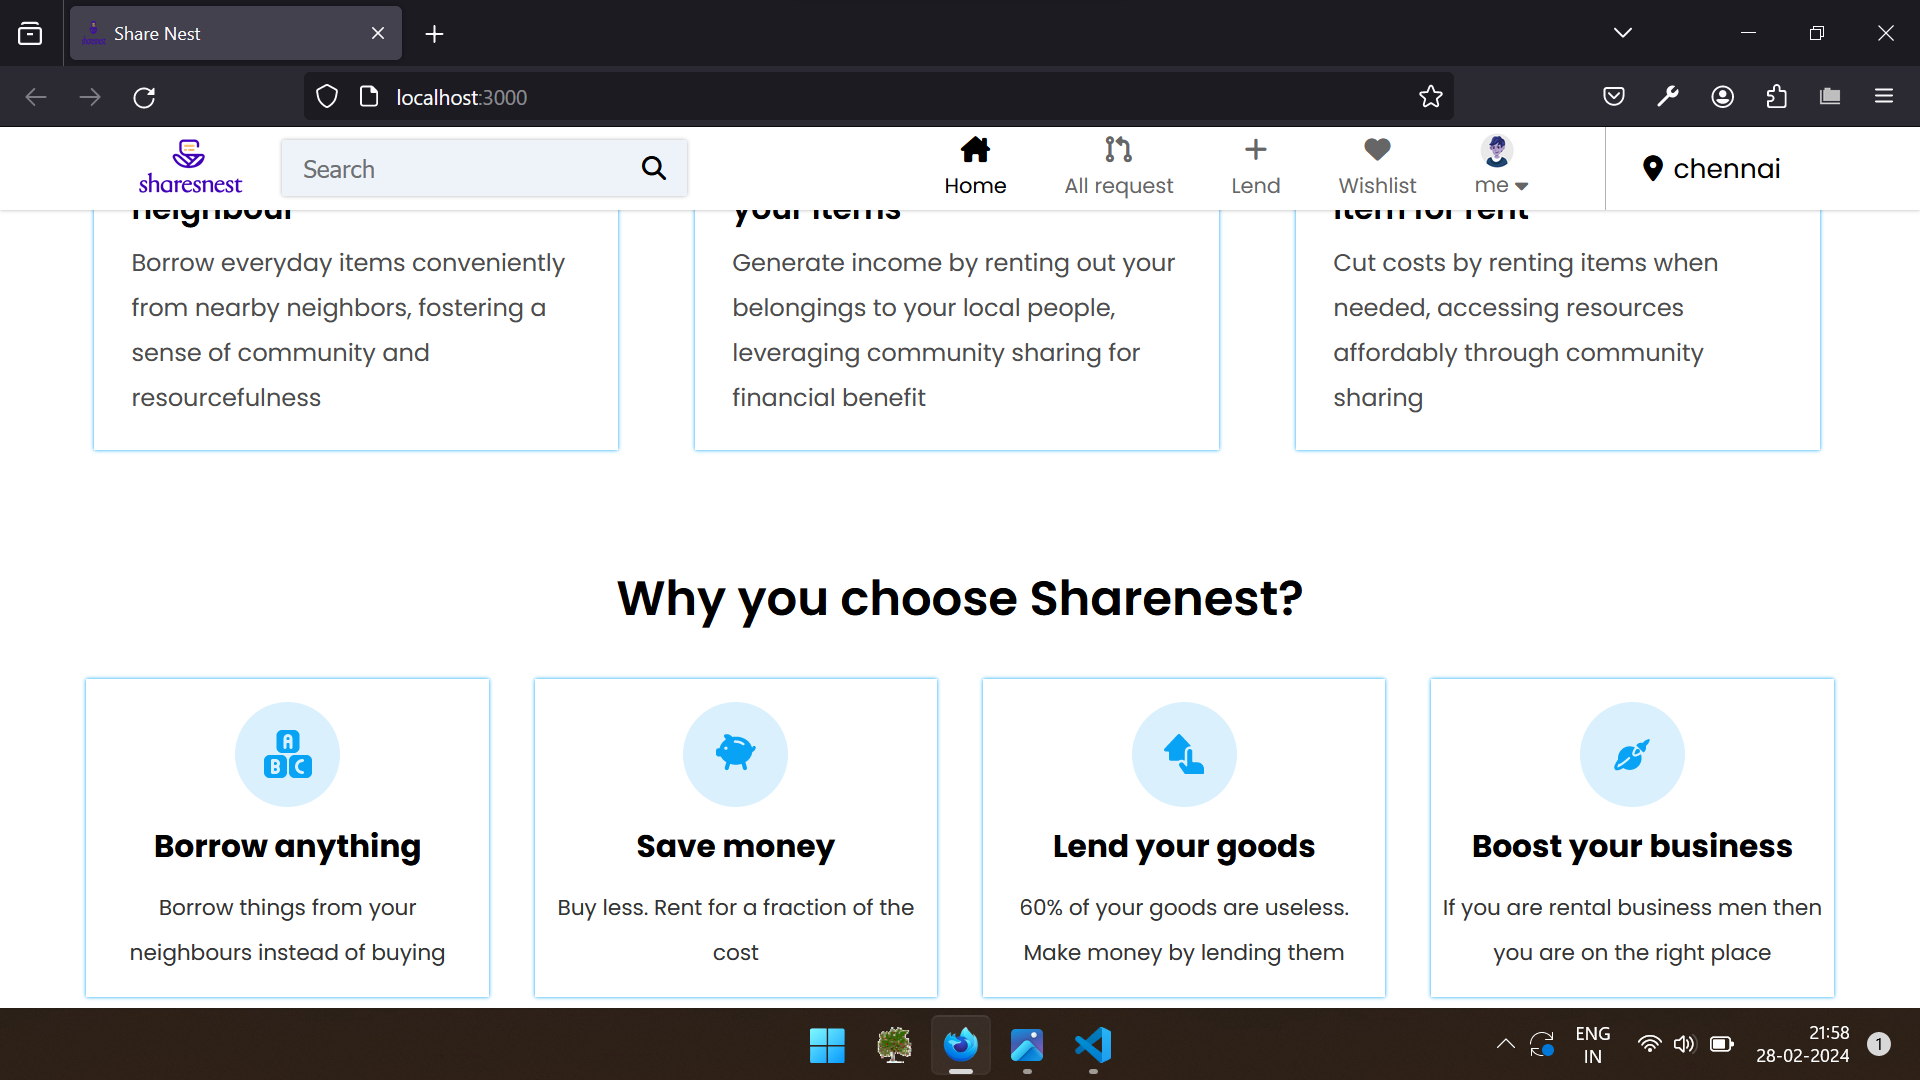 Share Nest
localhost:3000
sharesnest
Search
Home
All request
Lend
Wishlist
me
chennai
neighbour
Borrow everyday items conveniently
from nearby neighbors, fostering a
sense of community and
resourcefulness
your items
Generate income by renting out your
belongings to your local people,
leveraging community sharing for
financial benefit
item for rent
Cut costs by renting items when
needed, accessing resources
affordably through community
sharing
Why you choose Sharenest?
A
B C
Borrow anything
Borrow things from your
neighbours instead of buying
Save money
Buy less. Rent for a fraction of the
cost
Lend your goods
60% of your goods are useless.
Make money by lending them
Boost your business
If you are rental business men then
you are on the right place
ENG
IN
21:58
28-02-2024
1